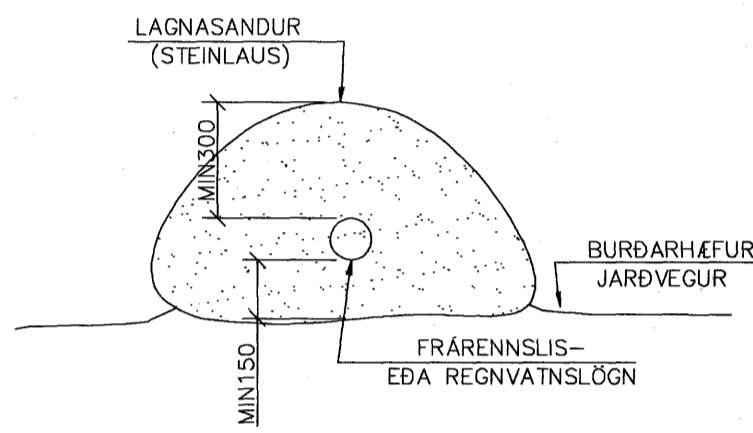 LAGNASANDUR
(STEINLAUS)
MIN300
BURÐARHÆFUR
JARÐVEGUR
FRÁRENNSLIS-
EÐA REGNVATNSLÖGN
MIN150